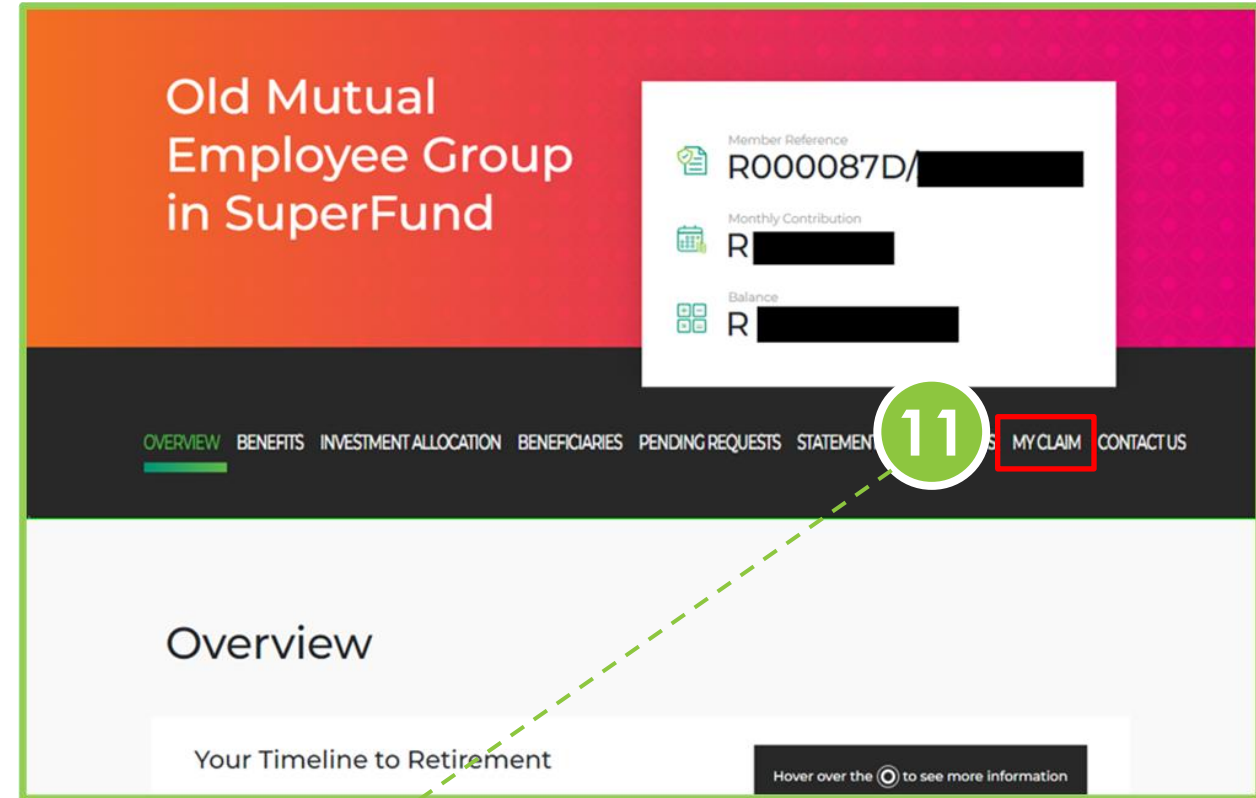 Old Mutual
Employee Group
in SuperFund
Member Reference
R000087D/
Monthly Contribution
R
Balance
R
11
OVERVIEW BENEFITS INVESTMENT ALLOCATION BENEFICIARIES PENDING REQUESTS STATEMENT MY CLAIM CONTACT US
Overview
Your Timeline to Retirement
Hover over the to see more information